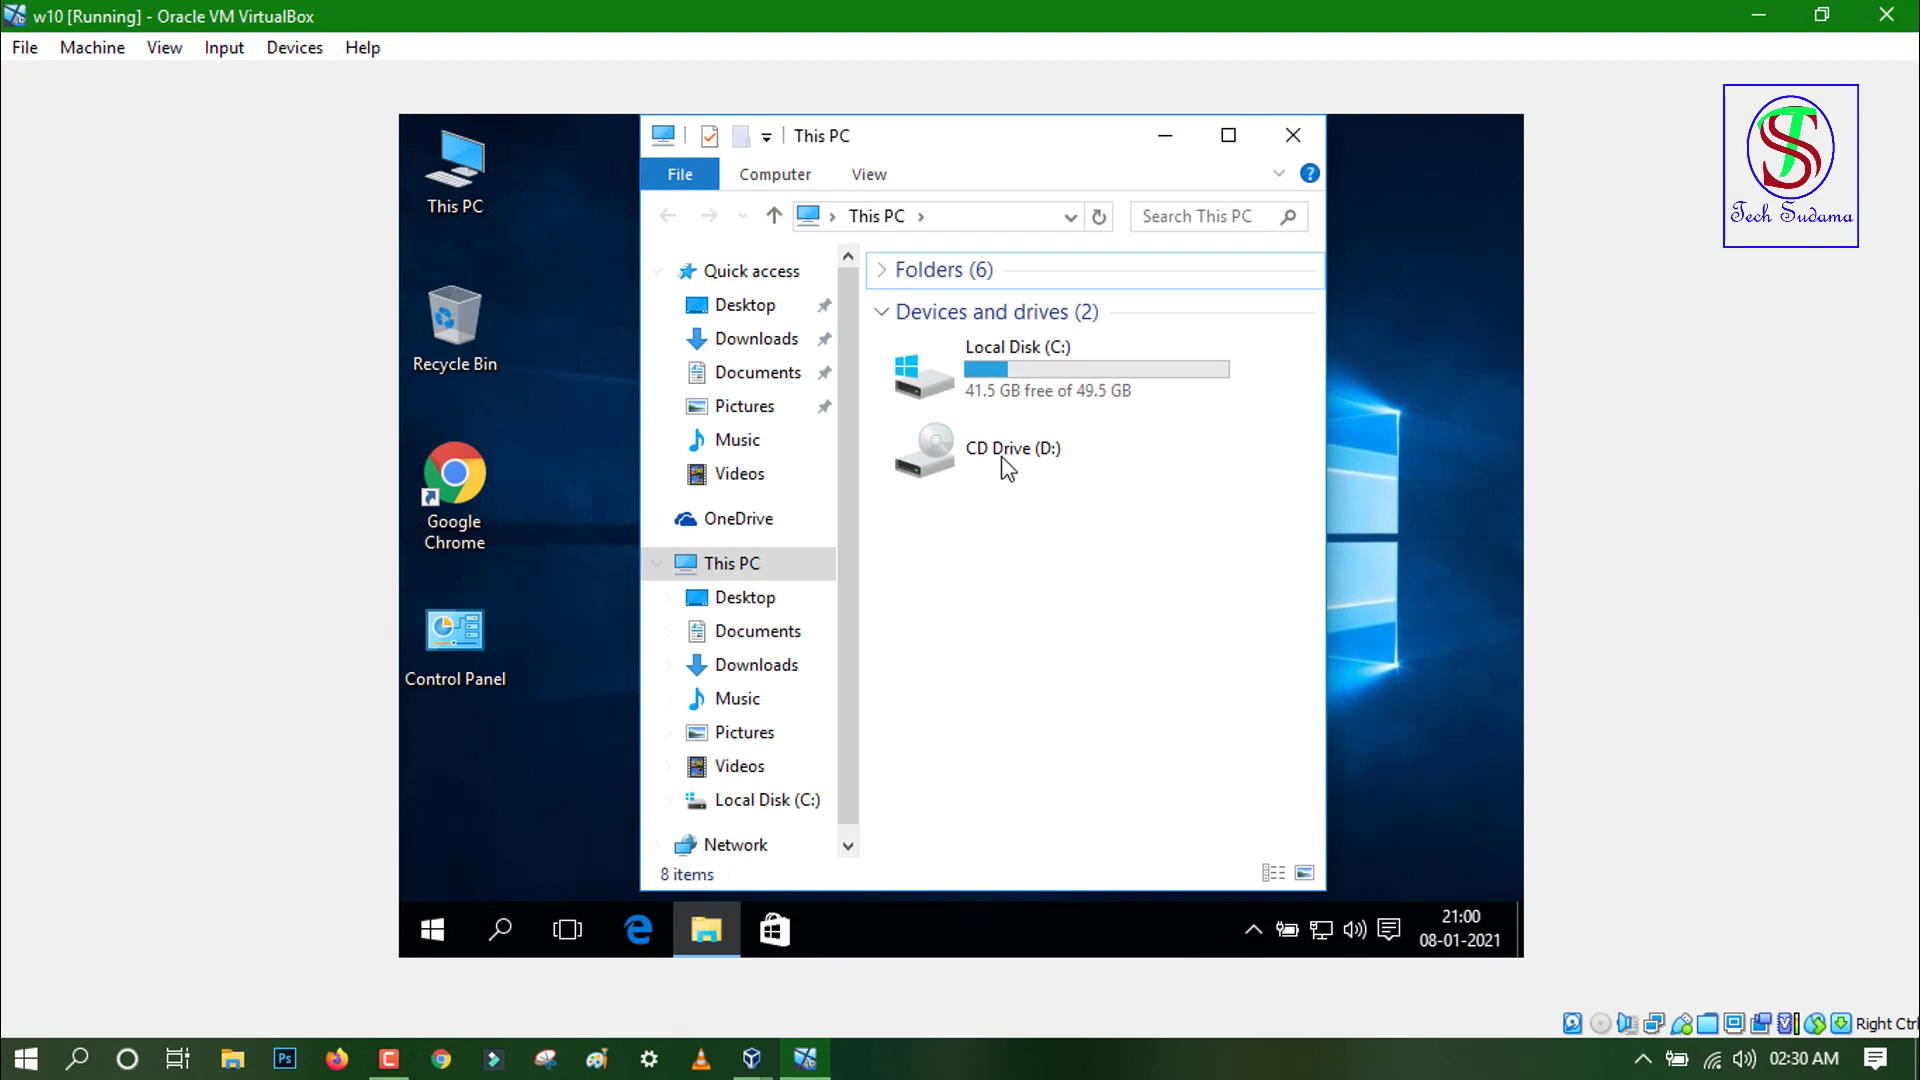 w10 [Running] - Oracle VM VirtualBox
File Machine View Input Devices Help
Tech Sudama
This PC
Recycle Bin
Google
Chrome
Control Panel
This PC
File Computer View
This PC
Search This PC
Quick access
Desktop
Downloads
Documents
Pictures
Music
Videos
OneDrive
This PC
Desktop
Documents
Downloads
Music
Pictures
Videos
Local Disk (C:)
Network
Folders (6)
Devices and drives (2)
Local Disk (C:)
41.5 GB free of 49.5 GB
CD Drive (D:)
8 items
21:00
08-01-2021
Right Ctrl
Ps
02:30 AM